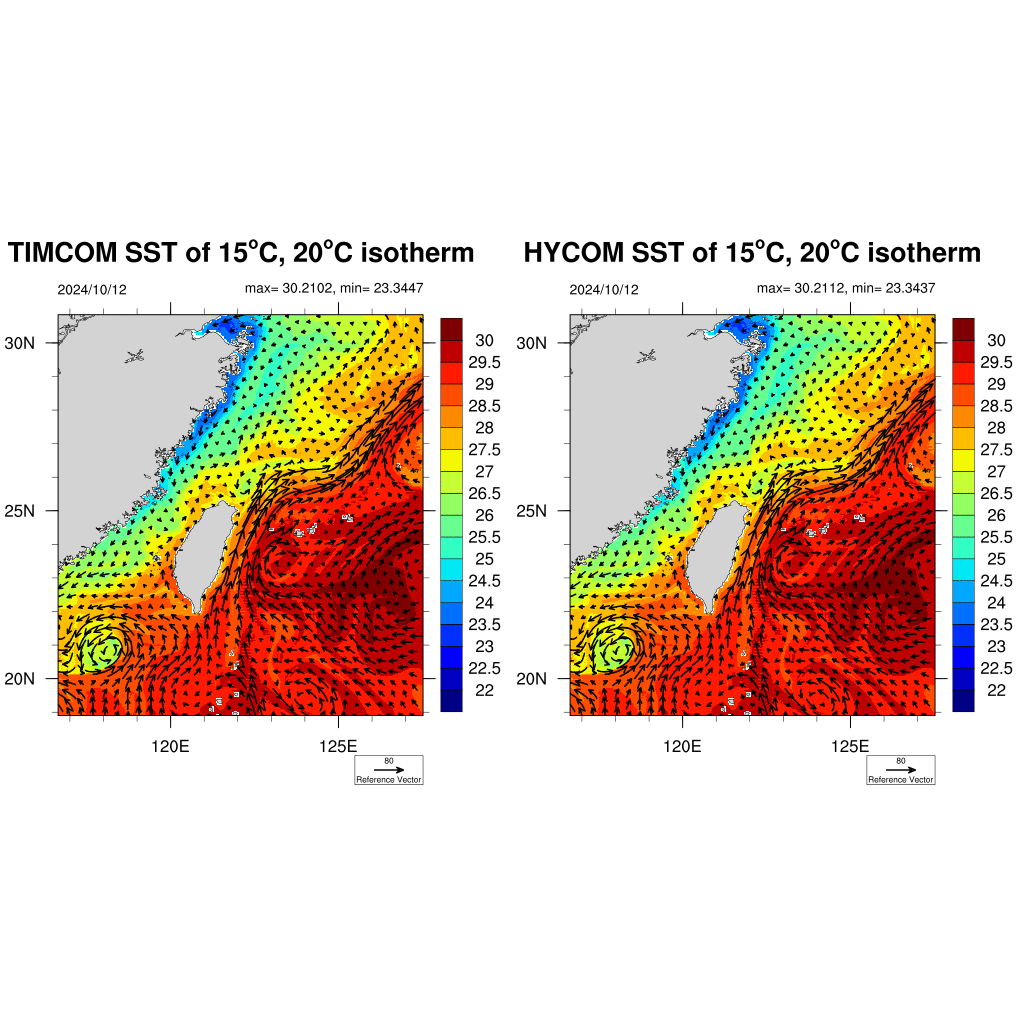 TIMCOM SST of 15°C, 20°C isotherm
2024/10/12
max= 30.2102, min= 23.3447
30N
25N
20N
120E
125E
30
29.5
29
28.5
28
27.5
27
26.5
26
25.5
25
24.5
24
23.5
23
22.5
22
80
Reference Vector
HYCOM SST of 15°C, 20°C isotherm
2024/10/12
max= 30.2112, min= 23.3437
30N
25N
20N
120E
125E
30
29.5
29
28.5
28
27.5
27
26.5
26
25.5
25
24.5
24
23.5
23
22.5
22
80
Reference Vector